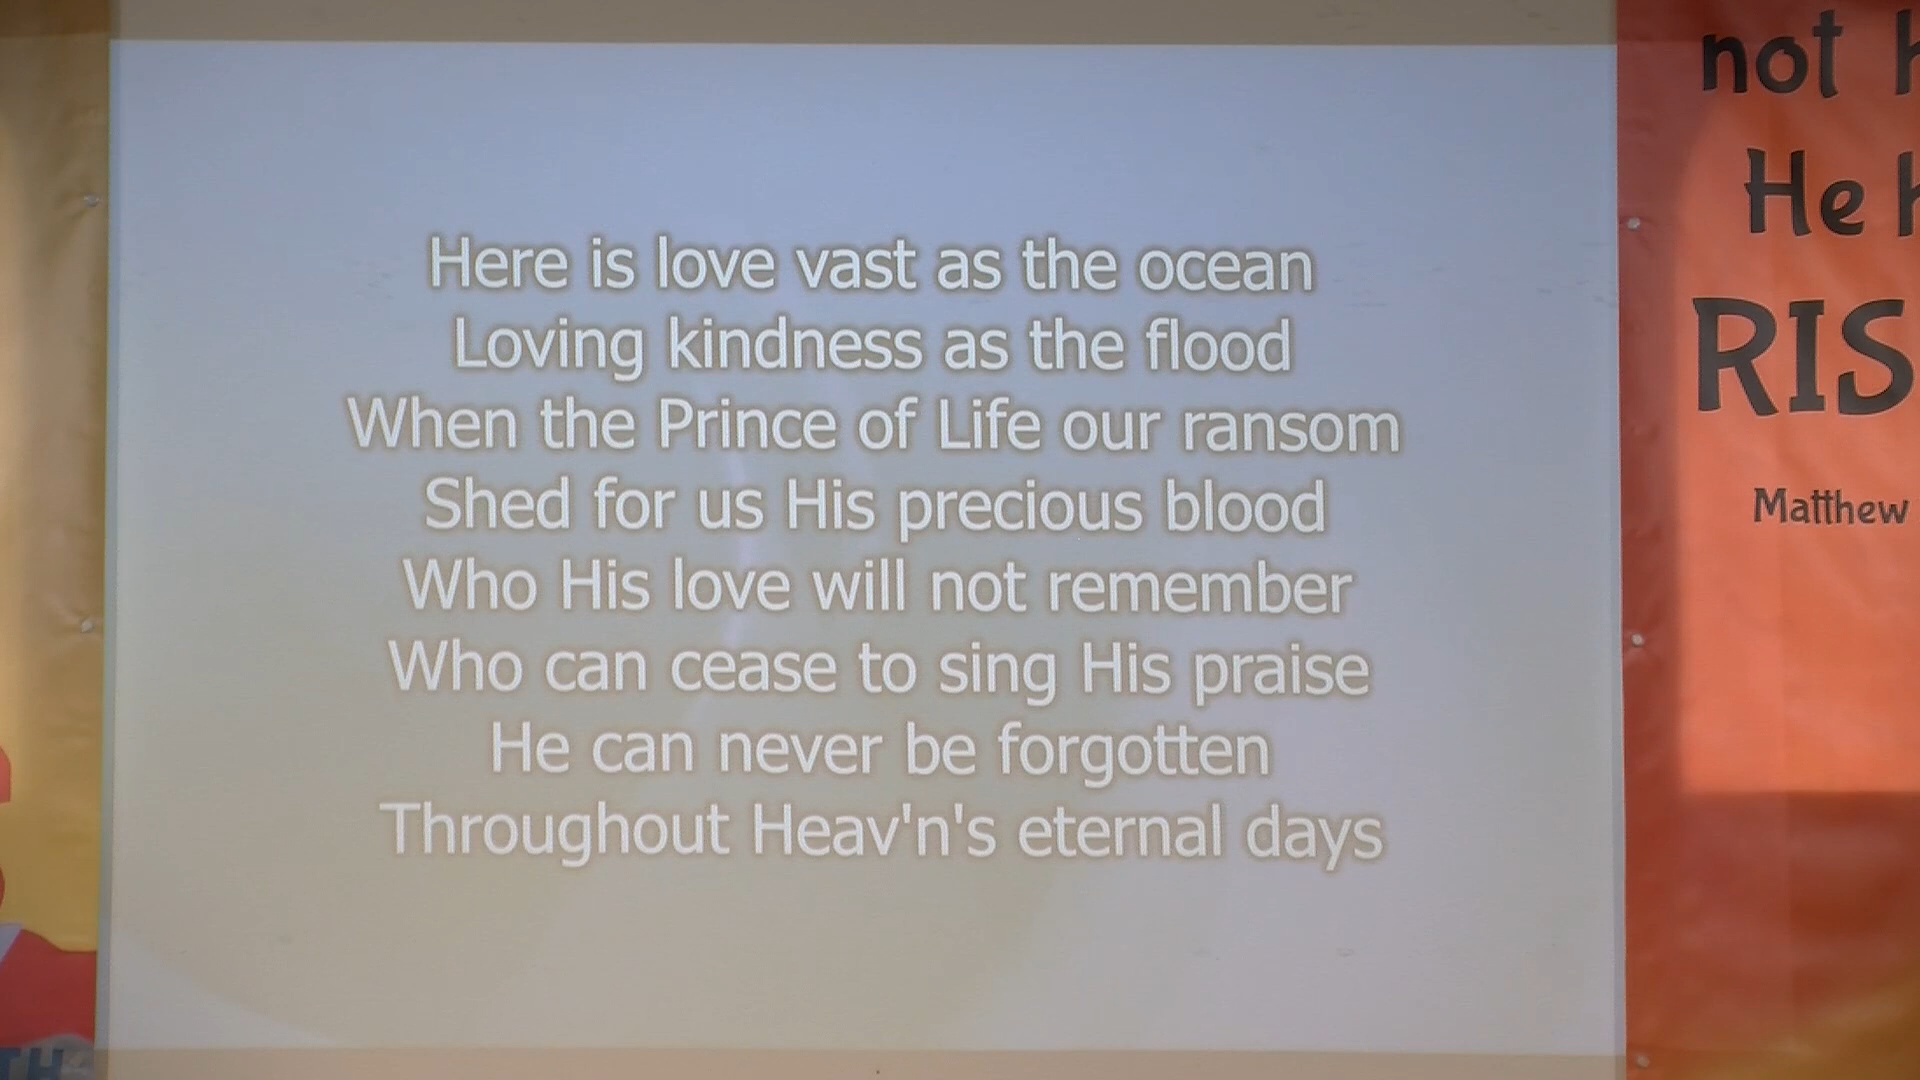 Here is love vast as the ocean
Loving kindness as the flood
When the Prince of Life our ransom
Shed for us His precious blood
Who His love will not remember
Who can cease to sing His praise
He can never be forgotten
Throughout Heav'n's eternal days
not
He
RIS
Matthew
TH